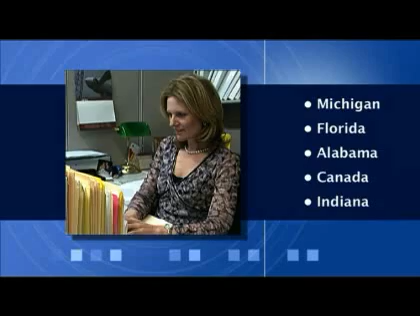 • Michigan
• Florida
• Alabama
• Canada
• Indiana